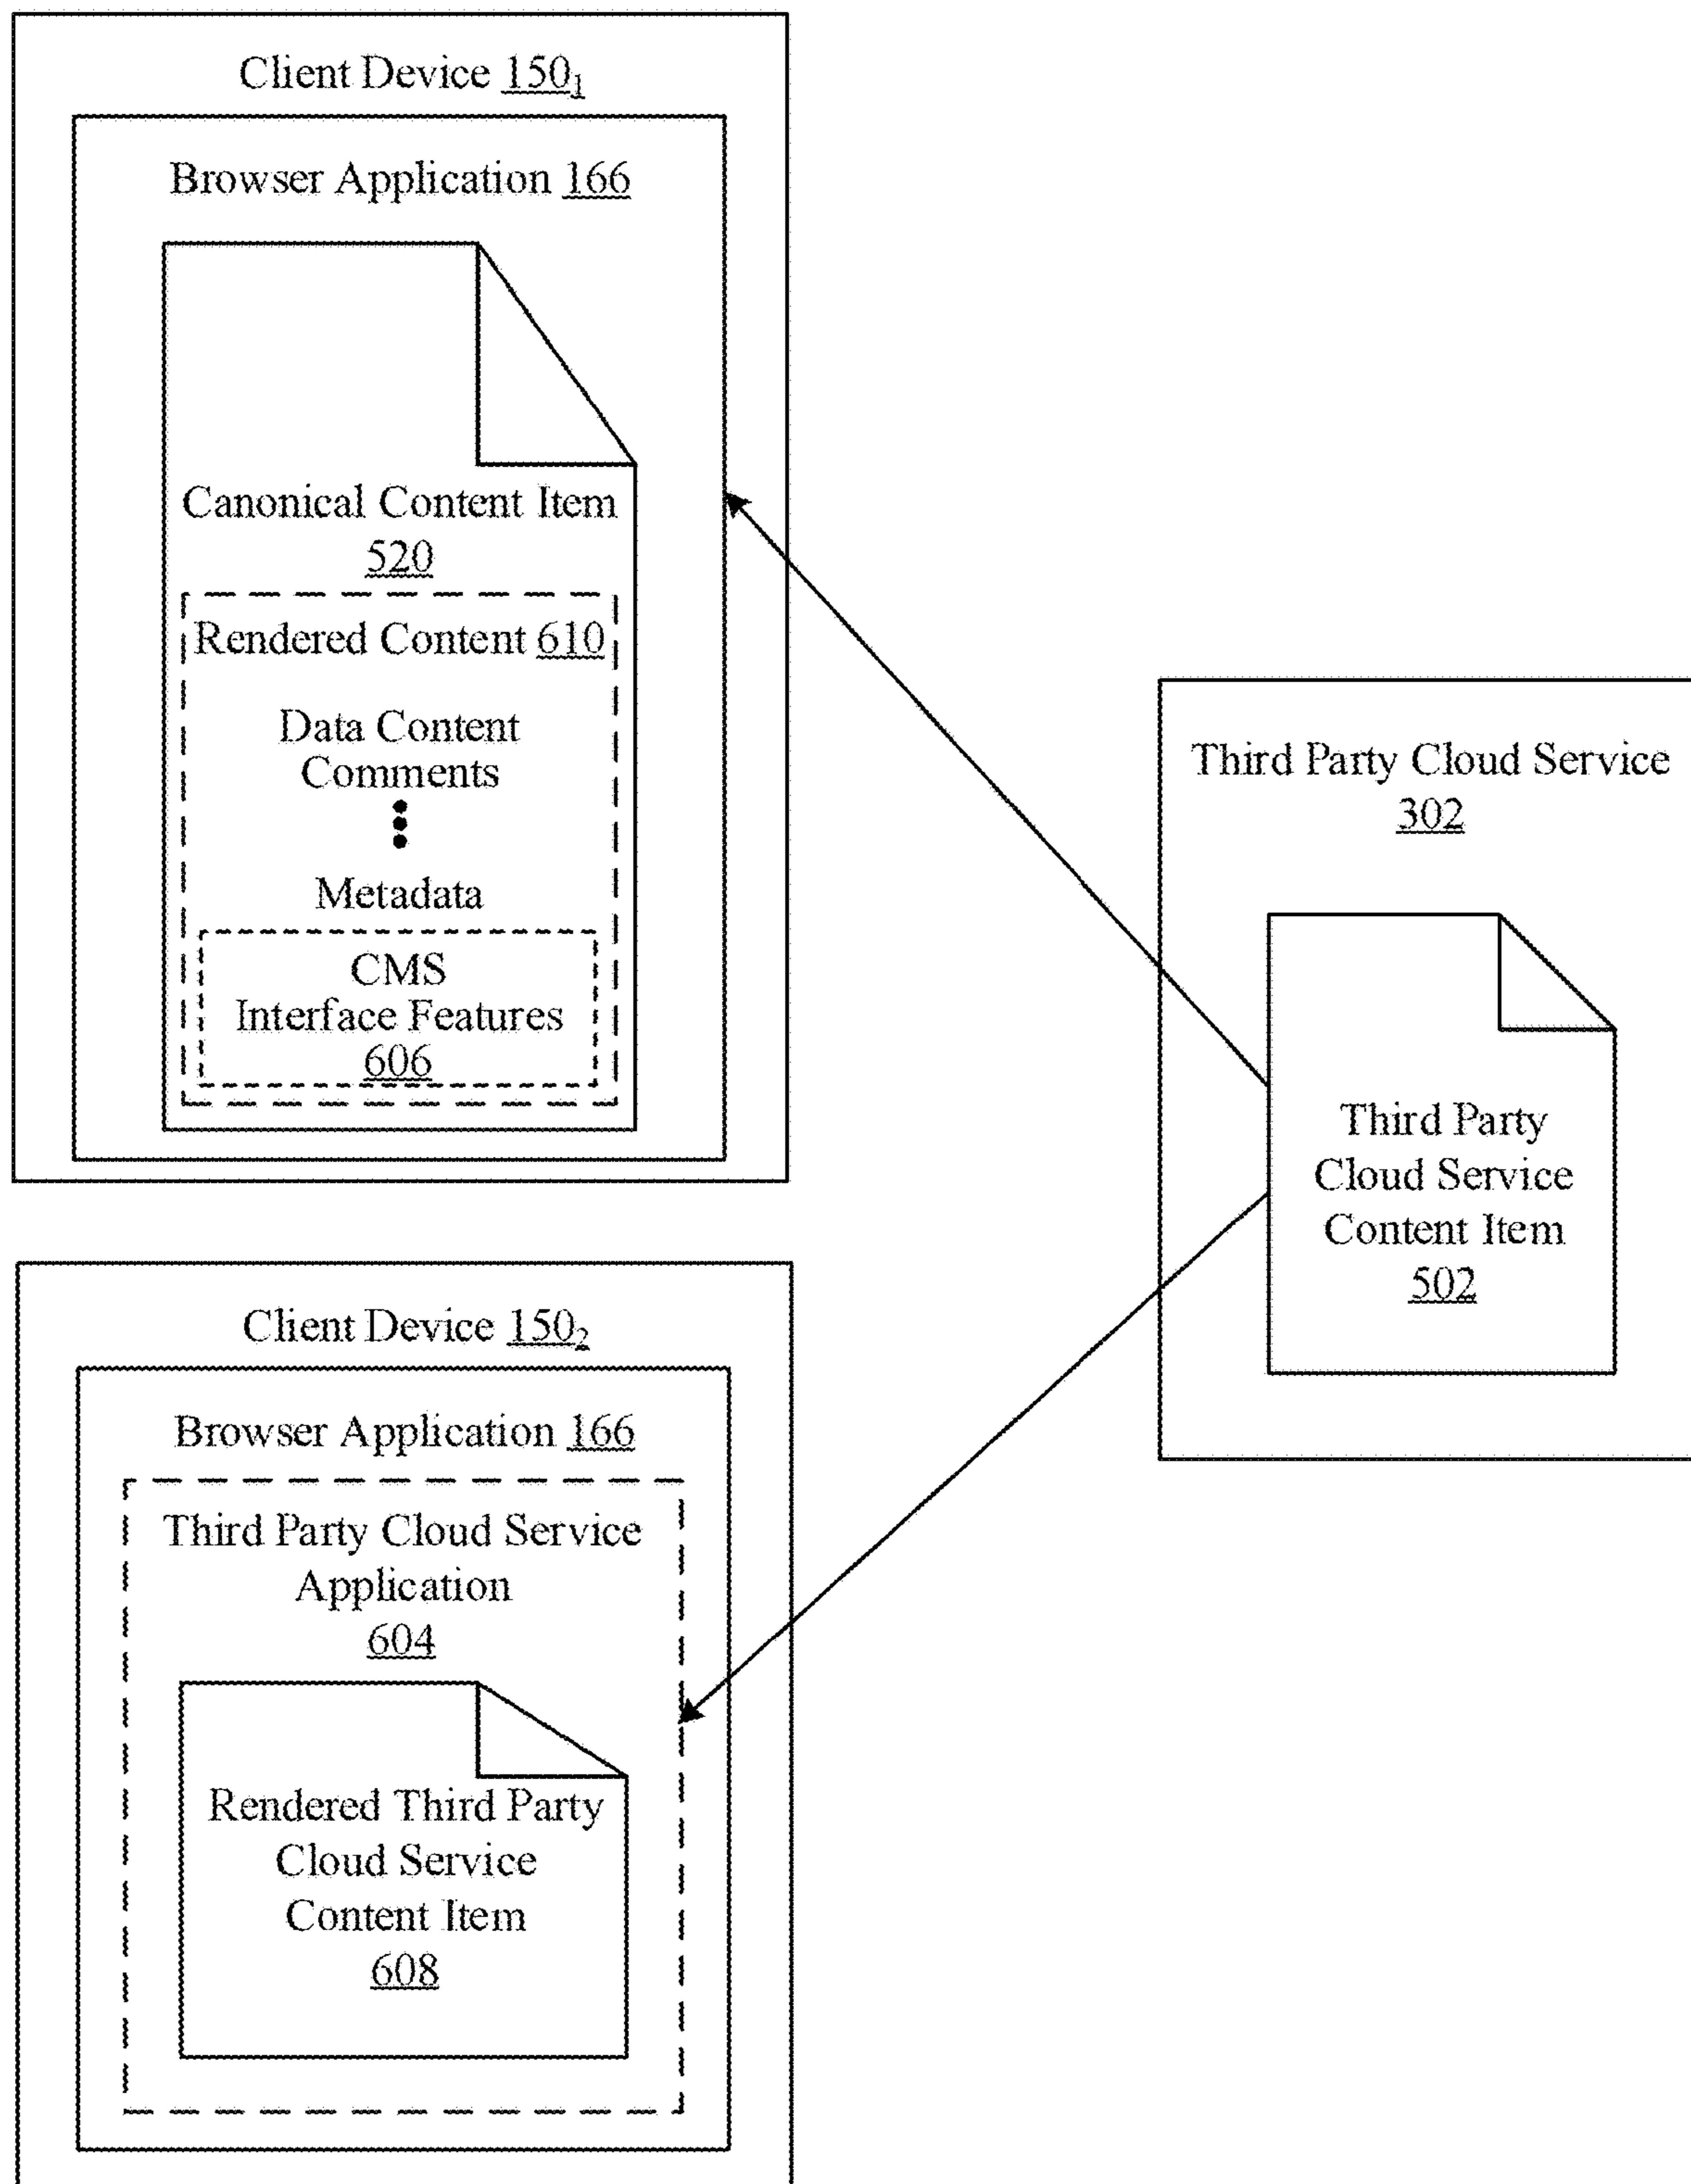 Client Device 150₁
Browser Application 166
Canonical Content Item
520
Rendered Content 610
Data Content
Comments
Metadata
CMS
Interface Features
606
Third Party Cloud Service
302
Third Party
Cloud Service
Content Item
502
Client Device 150₂
Browser Application 166
Third Party Cloud Service
Application
604
Rendered Third Party
Cloud Service
Content Item
608